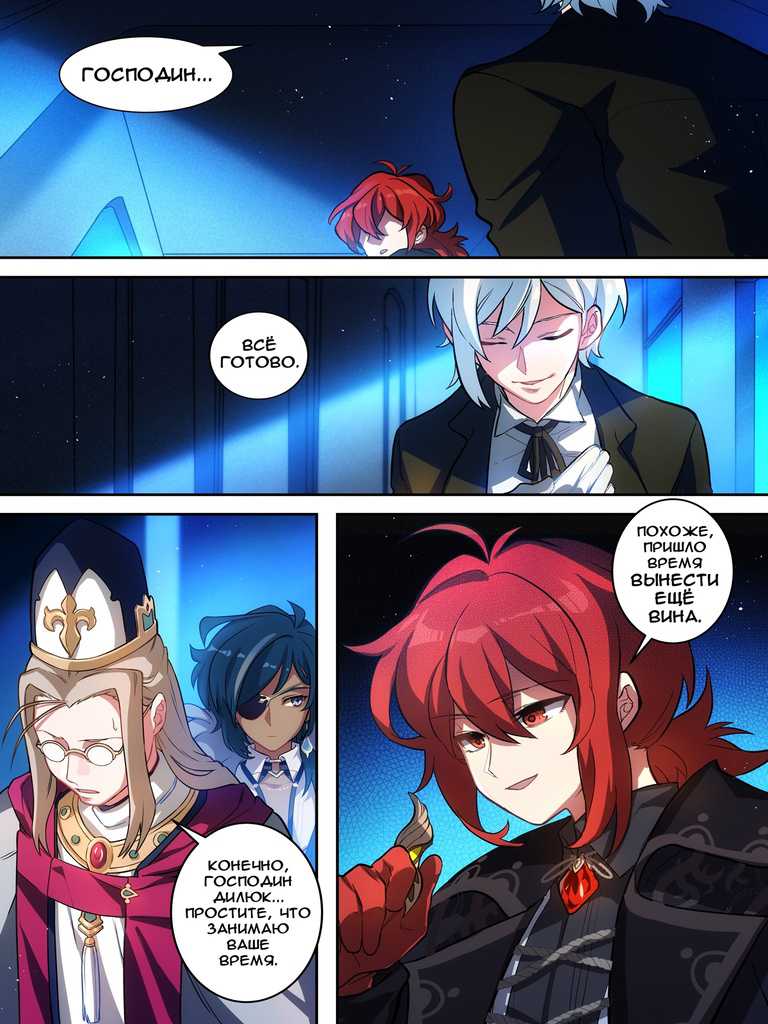 ГОСПОДИН...
ВСЁ
ГОТОВО.
ПОХОЖЕ,
ПРИШЛО
ВРЕМЯ
ВЫНЕСТИ
ЕЩЁ
ВИНА.
КОНЕЧНО,
ГОСПОДИН
ДИЛЮК...
ПРОСТИТЕ, ЧТО
ЗАНИМАЮ
ВАШЕ
ВРЕМЯ.